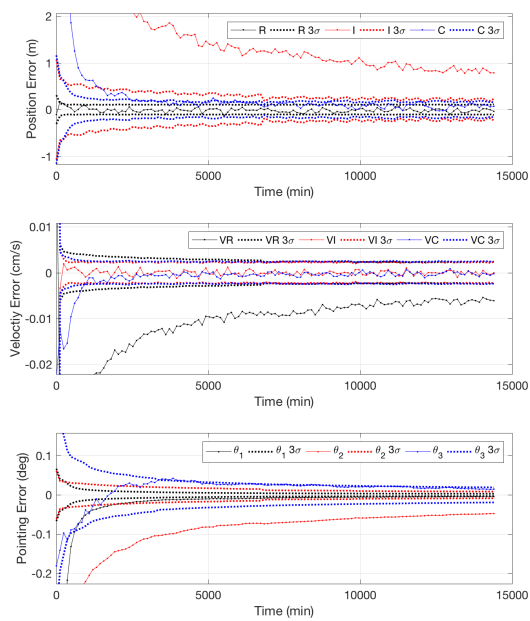 2
R R 3σ I I 3σ C C 3σ
1
0
-1
Position Error (m)
0 5000 10000 15000
Time (min)
0.01
VR VR 3σ VI VI 3σ VC VC 3σ
0
-0.01
-0.02
Veloctiy Error (cm/s)
0 5000 10000 15000
Time (min)
0.1
θ1 θ1 3σ θ2 θ2 3σ θ3 θ3 3σ
0
-0.1
-0.2
Pointing Error (deg)
0 5000 10000 15000
Time (min)